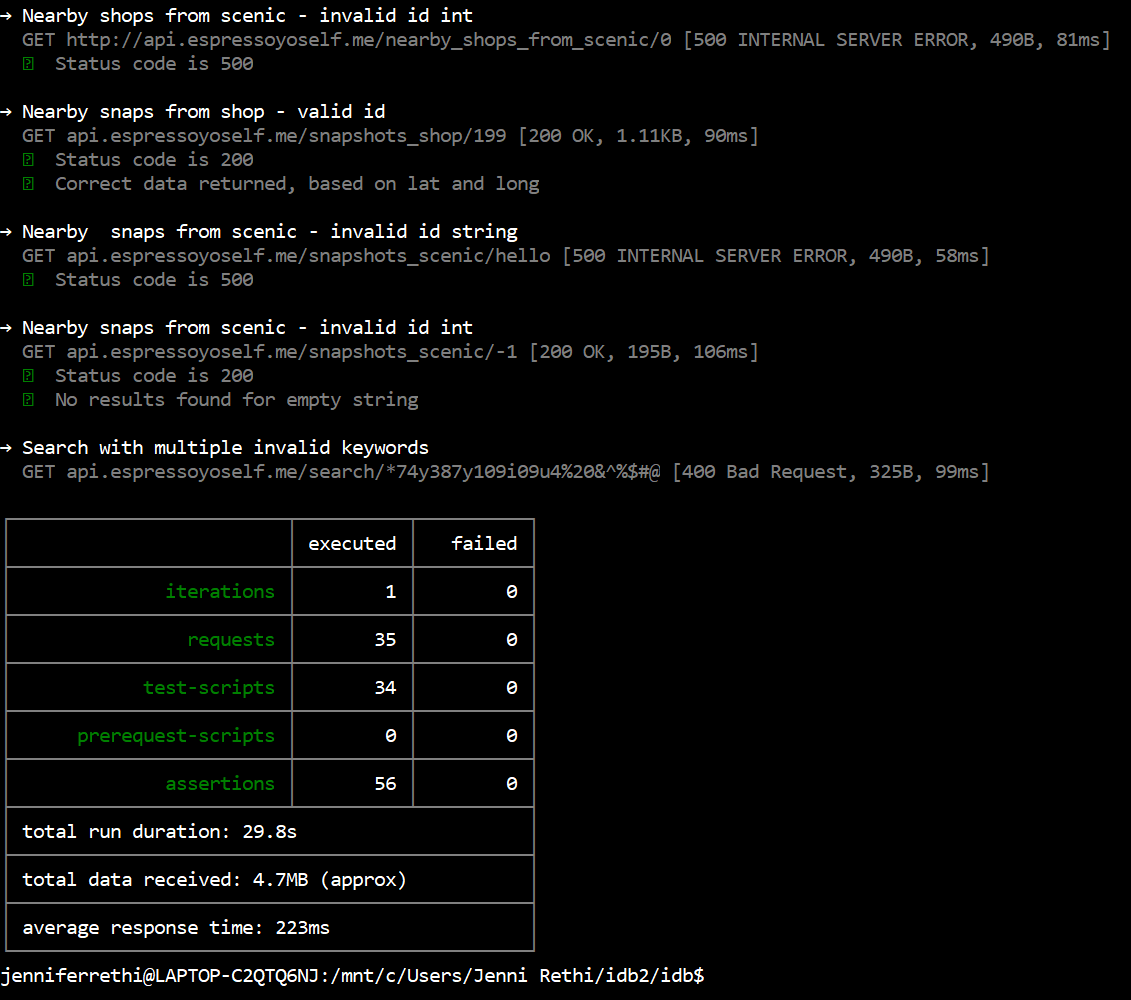 → Nearby shops from scenic - invalid id int
GET http://api.espressoyoself.me/nearby_shops_from_scenic/0 [500 INTERNAL SERVER ERROR, 490B, 81ms]
Status code is 500
→ Nearby snaps from shop - valid id
GET api.espressoyoself.me/snapshots_shop/199 [200 OK, 1.11KB, 90ms]
Status code is 200
Correct data returned, based on lat and long
→ Nearby  snaps from scenic - invalid id string
GET api.espressoyoself.me/snapshots_scenic/hello [500 INTERNAL SERVER ERROR, 490B, 58ms]
Status code is 500
→ Nearby snaps from scenic - invalid id int
GET api.espressoyoself.me/snapshots_scenic/-1 [200 OK, 195B, 106ms]
Status code is 200
No results found for empty string
→ Search with multiple invalid keywords
GET api.espressoyoself.me/search/*74y387y109i09u4%20&^%$#@ [400 Bad Request, 325B, 99ms]
executed failed
iterations 1 0
requests 35 0
test-scripts 34 0
prerequest-scripts 0 0
assertions 56 0
total run duration: 29.8s
total data received: 4.7MB (approx)
average response time: 223ms
jenniferrethi@LAPTOP-C2QTQ6NJ:/mnt/c/Users/Jenni Rethi/idb2/idb$